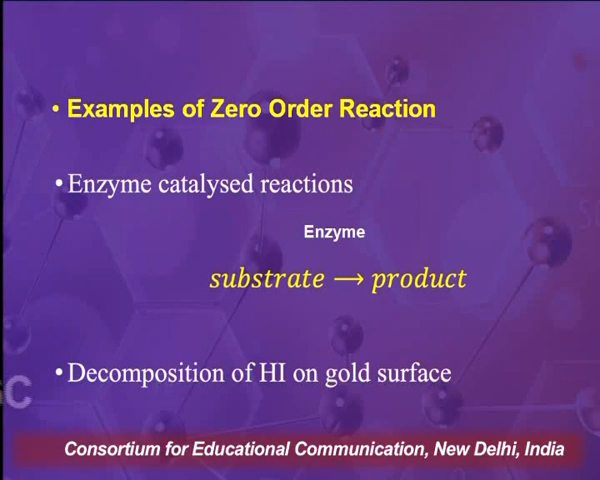 • Examples of Zero Order Reaction
• Enzyme catalysed reactions
Enzyme
substrate ⟶ product
• Decomposition of HI on gold surface
Consortium for Educational Communication, New Delhi, India